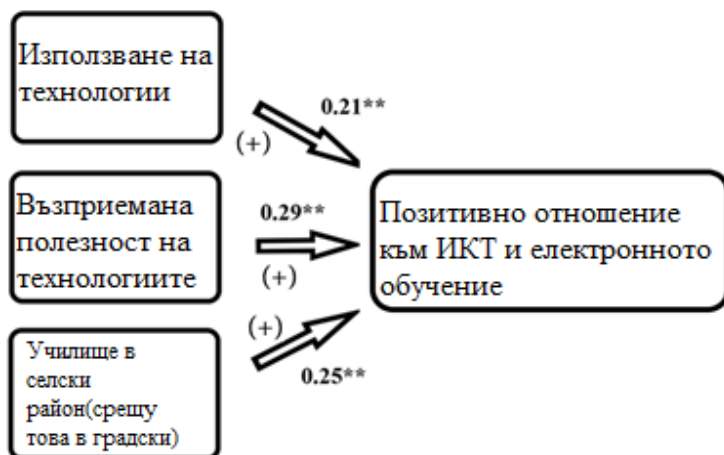 Използване на
технологии
0.21**
(+)
Възприемана
полезност на
технологиите
0.29**
(+)
Позитивно отношение
към ИКТ и електронното
обучение
Училище в
селски
район(срещу
това в градски)
(+)
0.25**